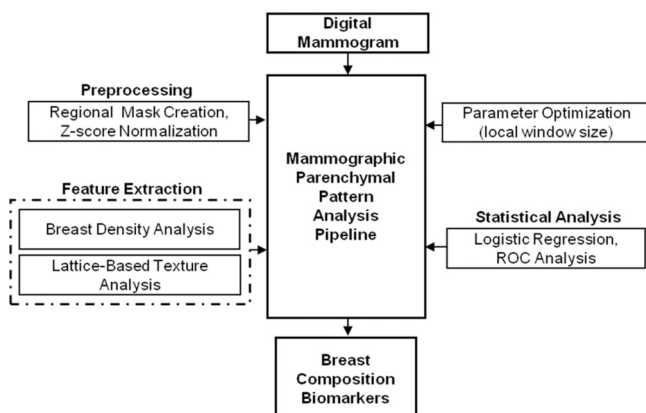 Digital
Mammogram
Preprocessing
Regional Mask Creation,
Z-score Normalization
Feature Extraction
Breast Density Analysis
Lattice-Based Texture
Analysis
Mammographic
Parenchymal
Pattern
Analysis
Pipeline
Parameter Optimization
(local window size)
Statistical Analysis
Logistic Regression,
ROC Analysis
Breast
Composition
Biomarkers